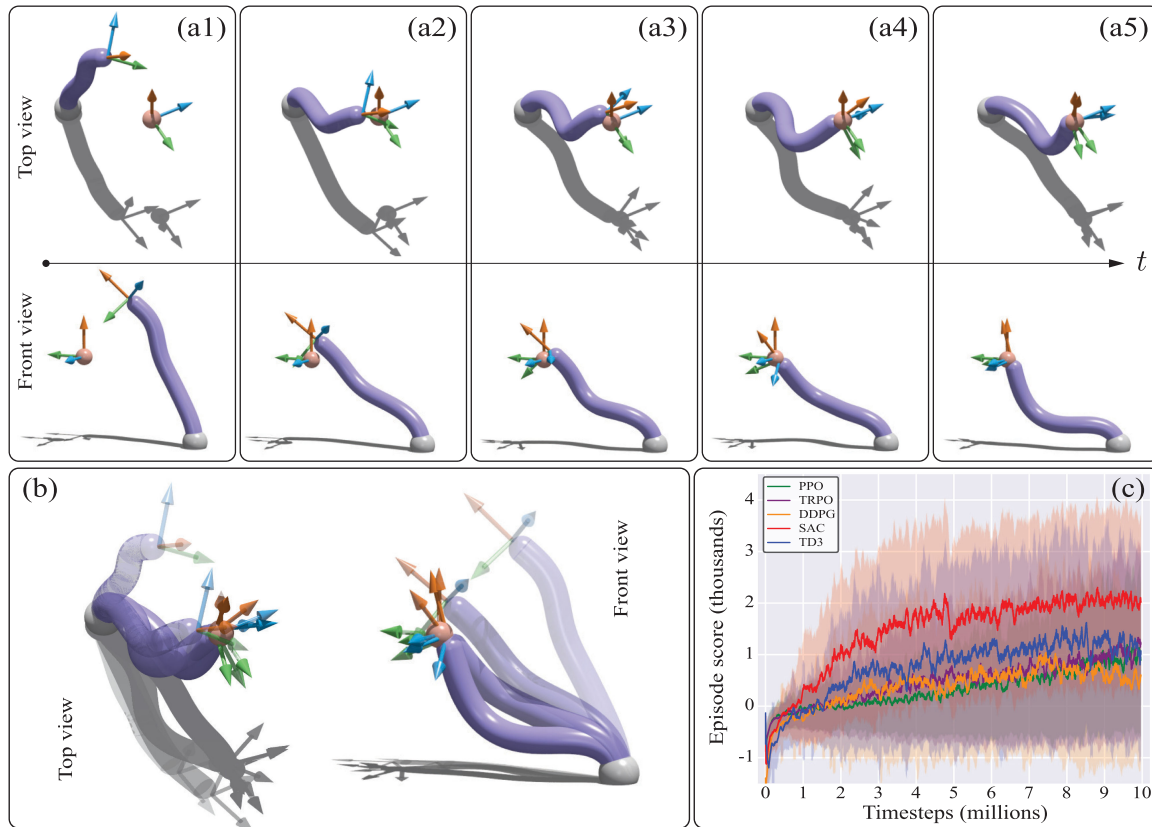 (a1)
(a2)
(a3)
(a4)
(a5)
Top view
t
Front view
(b)
Top view
Front view
(c)
PPO
TRPO
DDPG
SAC
TD3
Episode score (thousands)
4
3
2
1
0
-1
0 1 2 3 4 5 6 7 8 9 10
Timesteps (millions)